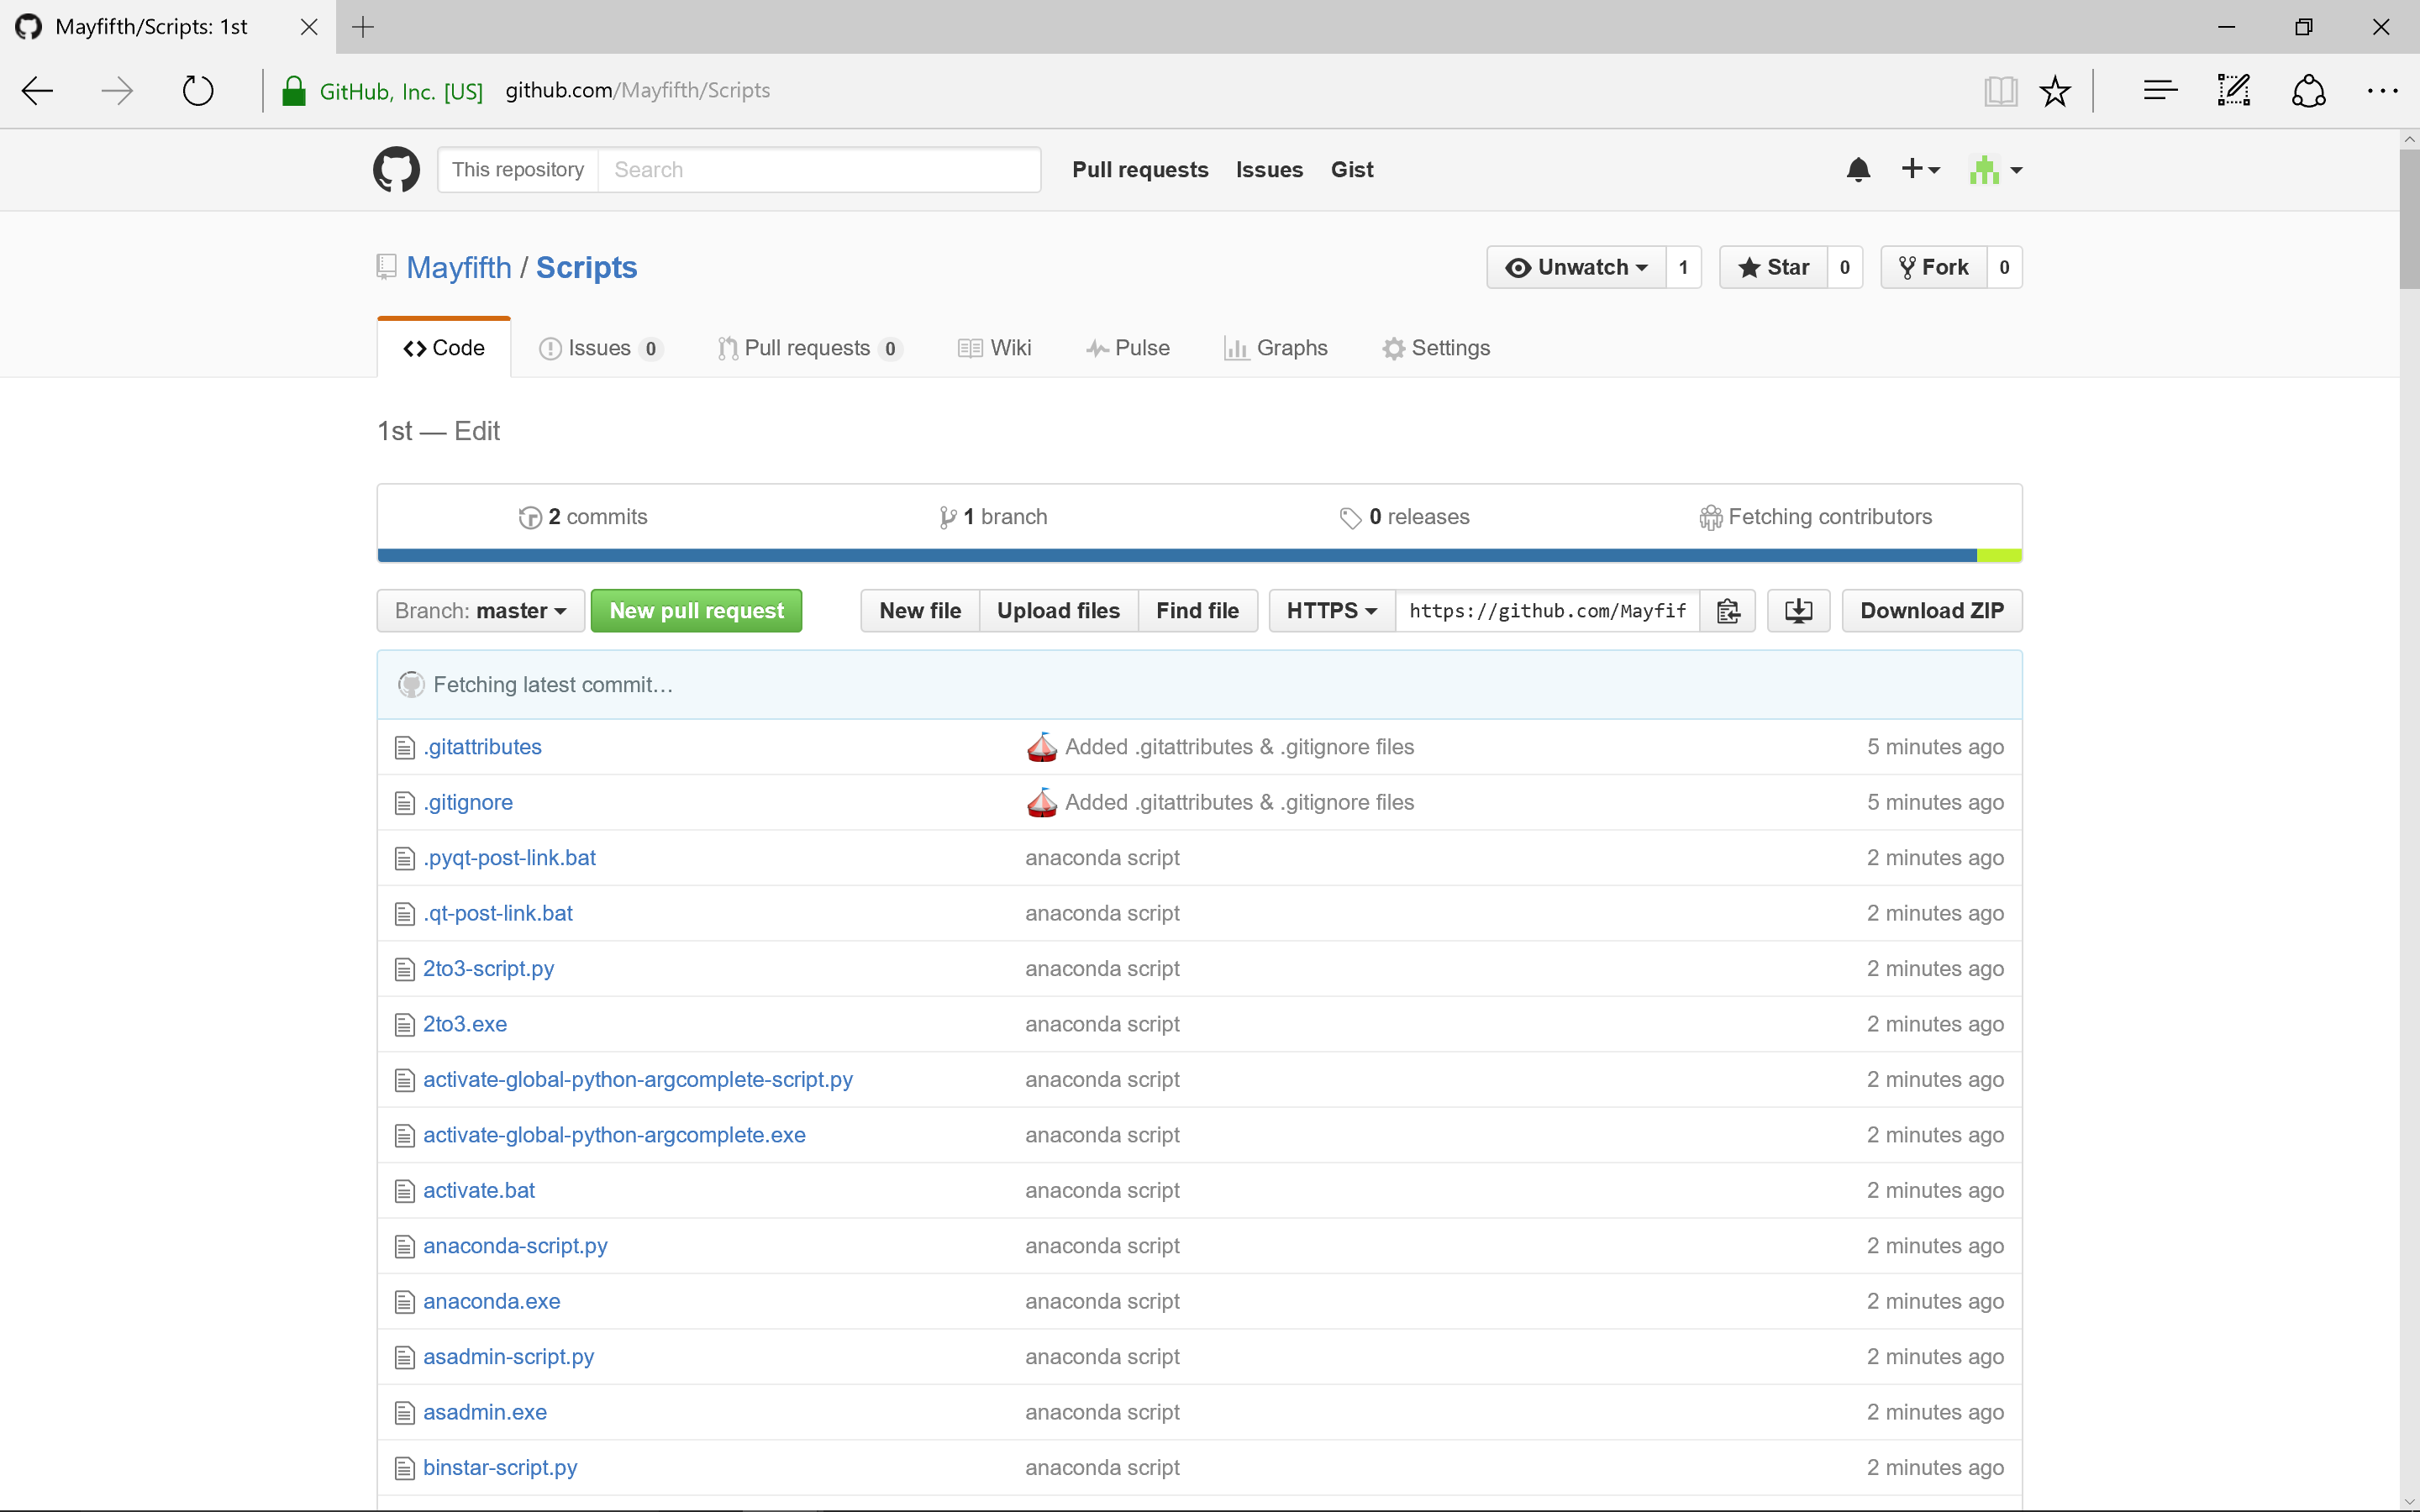 Mayfifth/Scripts: 1st
GitHub, Inc. [US] github.com/Mayfifth/Scripts
This repository Search Pull requests Issues Gist
Mayfifth / Scripts Unwatch 1 Star 0 Fork 0
Code Issues 0 Pull requests 0 Wiki Pulse Graphs Settings
1st — Edit
2 commits 1 branch 0 releases Fetching contributors
Branch: master New pull request New file Upload files Find file HTTPS https://github.com/Mayfif Download ZIP
Fetching latest commit…
.gitattributes Added .gitattributes & .gitignore files 5 minutes ago
.gitignore Added .gitattributes & .gitignore files 5 minutes ago
.pyqt-post-link.bat anaconda script 2 minutes ago
.qt-post-link.bat anaconda script 2 minutes ago
2to3-script.py anaconda script 2 minutes ago
2to3.exe anaconda script 2 minutes ago
activate-global-python-argcomplete-script.py anaconda script 2 minutes ago
activate-global-python-argcomplete.exe anaconda script 2 minutes ago
activate.bat anaconda script 2 minutes ago
anaconda-script.py anaconda script 2 minutes ago
anaconda.exe anaconda script 2 minutes ago
asadmin-script.py anaconda script 2 minutes ago
asadmin.exe anaconda script 2 minutes ago
binstar-script.py anaconda script 2 minutes ago